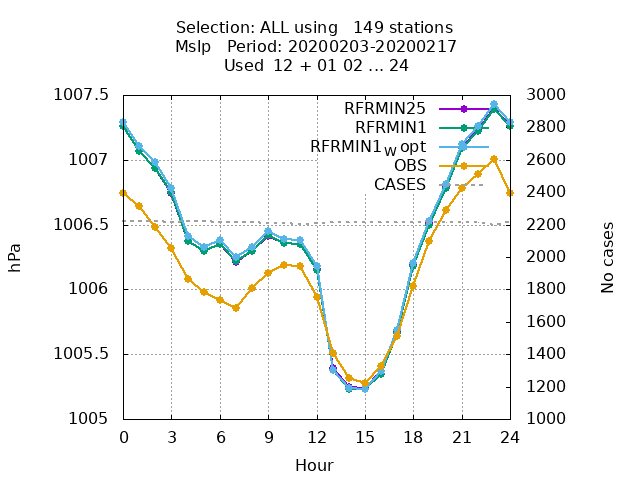 Selection: ALL using   149 stations
Mslp   Period: 20200203-20200217
Used  12 + 01 02 ... 24
1007.5
1007
1006.5
1006
1005.5
1005
hPa
RFRMIN25
RFRMIN1
RFRMIN1w opt
OBS
CASES
3000
2800
2600
2400
2200
2000
1800
1600
1400
1200
1000
No cases
0 3 6 9 12 15 18 21 24
Hour